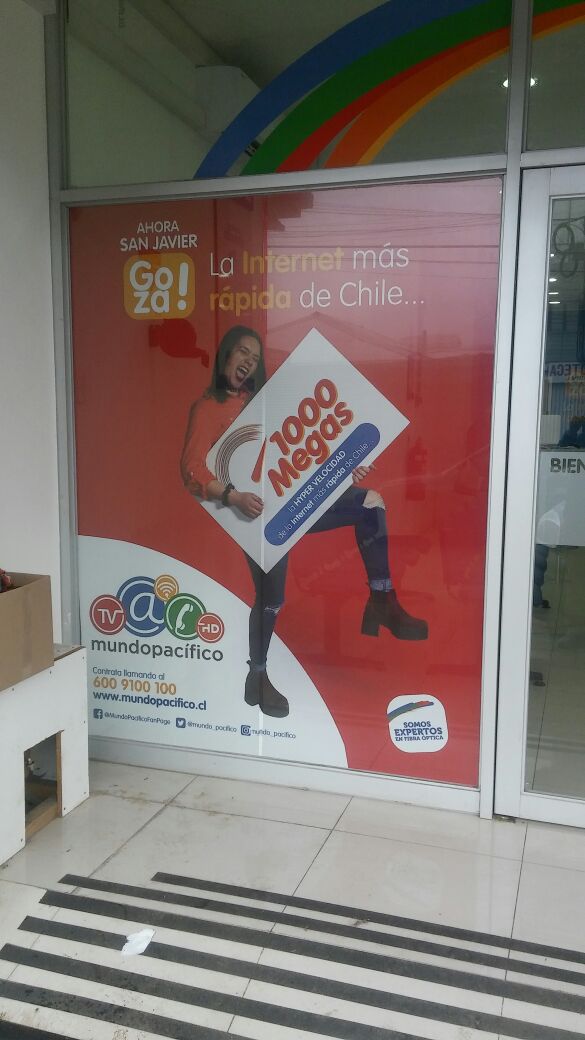 AHORA
SAN JAVIER
Go
za!
La Internet más
rápida de Chile...
1000
Megas
la HYPER VELOCIDAD
de la Internet más rápida de Chile...
TV @ HD
mundopacífico
Contrata llamando al
600 9100 100
www.mundopacifico.cl
@MundoPacificoFanPage @mundo_pacifico mundo_pacifico
SOMOS
EXPERTOS
EN FIBRA ÓPTICA
BIEN